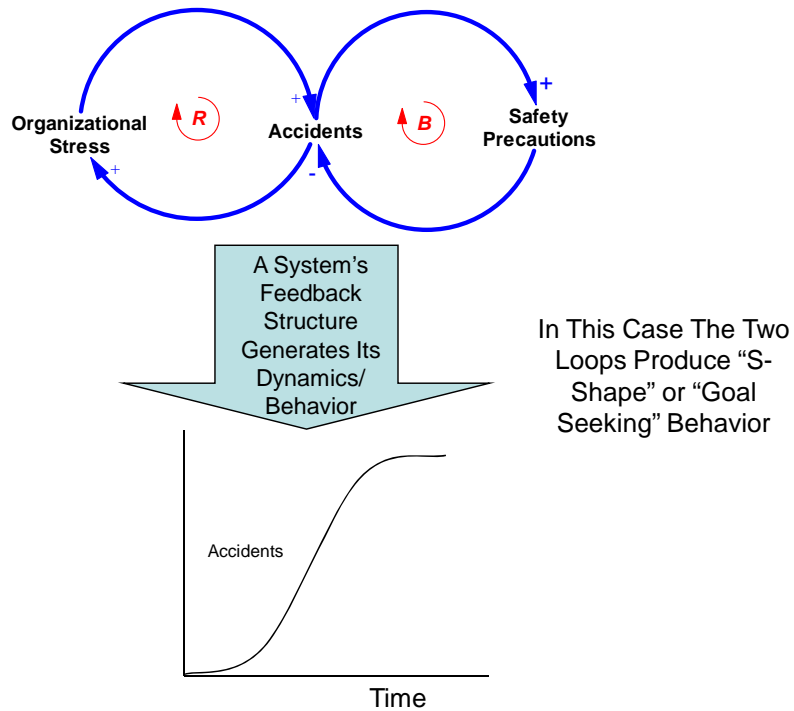 +
R
B
+
Organizational
Stress
Accidents
Safety
Precautions
+
-
A System's
Feedback
Structure
Generates Its
Dynamics/
Behavior
In This Case The Two
Loops Produce “S-
Shape” or “Goal
Seeking” Behavior
Accidents
Time